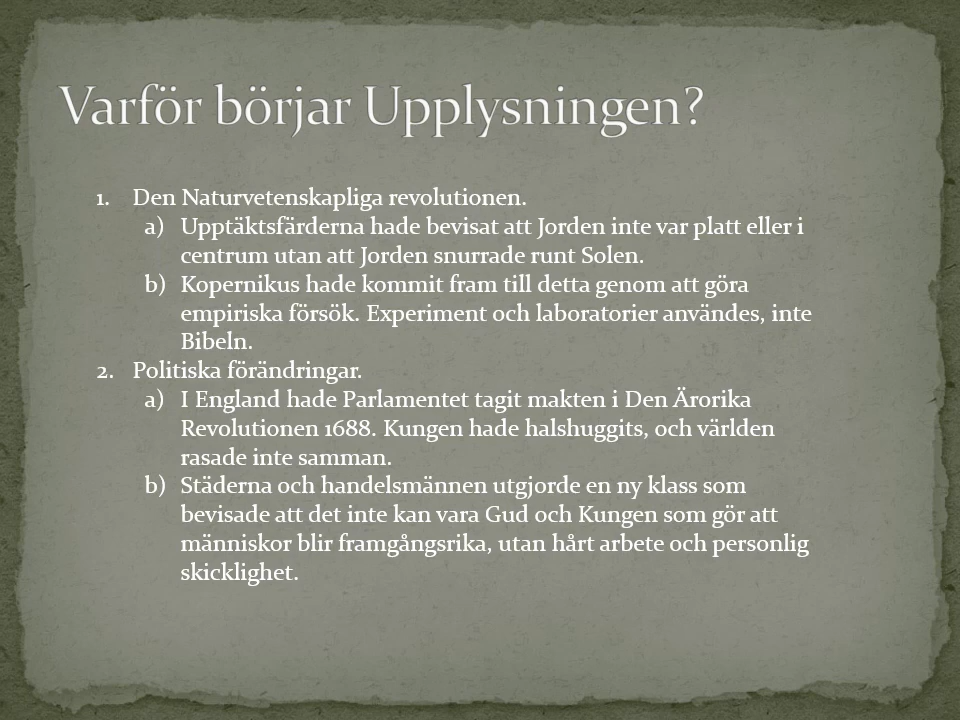 Varför börjar Upplysningen?
1. Den Naturvetenskapliga revolutionen.
a) Upptäktsfärderna hade bevisat att Jorden inte var platt eller i
centrum utan att Jorden snurrade runt Solen.
b) Kopernikus hade kommit fram till detta genom att göra
empiriska försök. Experiment och laboratorier användes, inte
Bibeln.
2. Politiska förändringar.
a) I England hade Parlamentet tagit makten i Den Ärorika
Revolutionen 1688. Kungen hade halshuggits, och världen
rasade inte samman.
b) Städerna och handelsmännen utgjorde en ny klass som
bevisade att det inte kan vara Gud och Kungen som gör att
människor blir framgångsrika, utan hårt arbete och personlig
skicklighet.